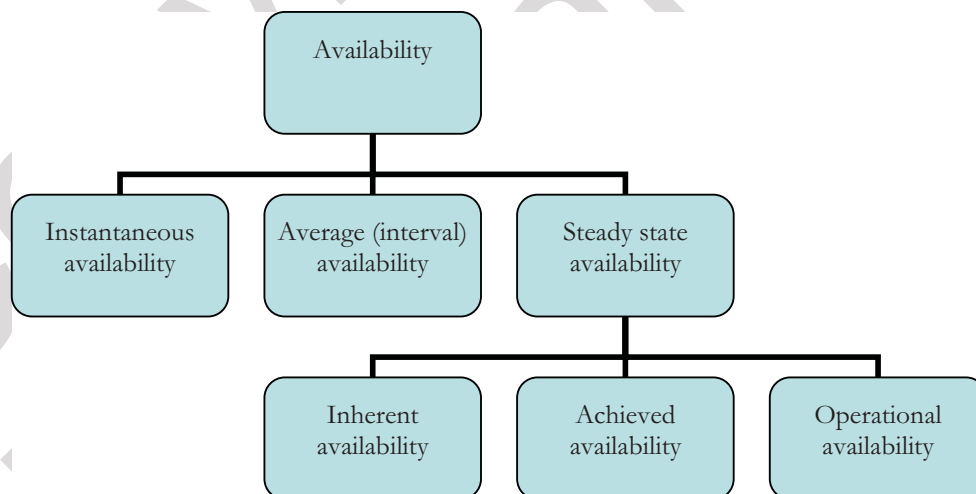 Availability
Instantaneous
availability
Average (interval)
availability
Steady state
availability
Inherent
availability
Achieved
availability
Operational
availability